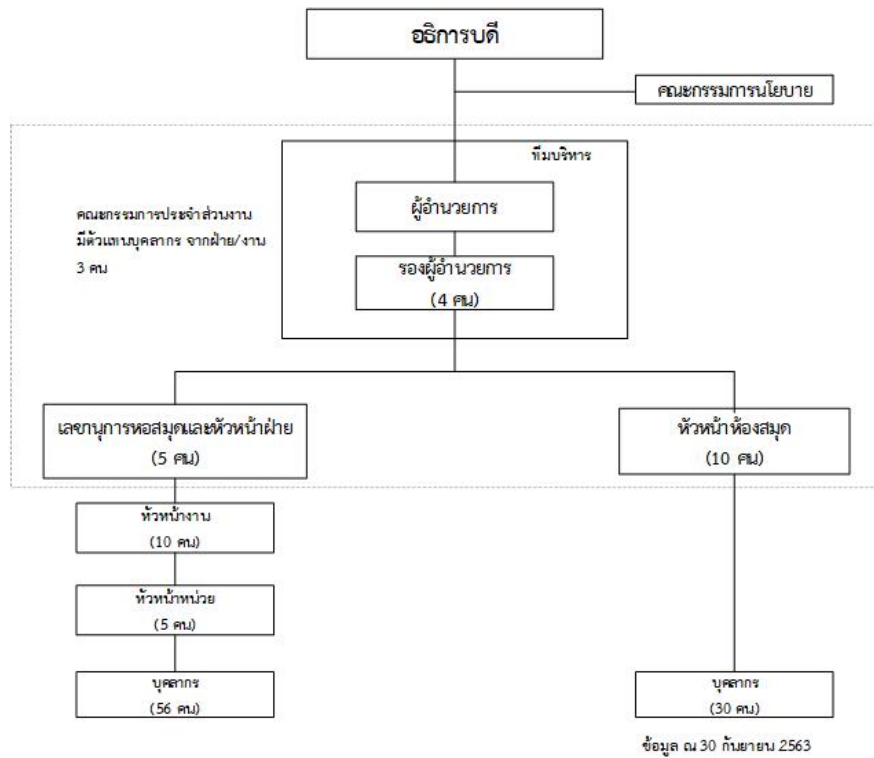 อธิการบดี
คณะกรรมการนโยบาย
ทีมบริหาร
ผู้อำนวยการ
คณะกรรมการประจำส่วนงาน
มีตัวแทนบุคลากร จากฝ่าย/งาน
3 คน
รองผู้อำนวยการ
(4 คน)
เลขานุการหอสมุดและหัวหน้าฝ่าย
(5 คน)
หัวหน้าห้องสมุด
(10 คน)
หัวหน้างาน
(10 คน)
หัวหน้าหน่วย
(5 คน)
บุคลากร
(56 คน)
บุคลากร
(30 คน)
ข้อมูล ณ 30 กันยายน 2563